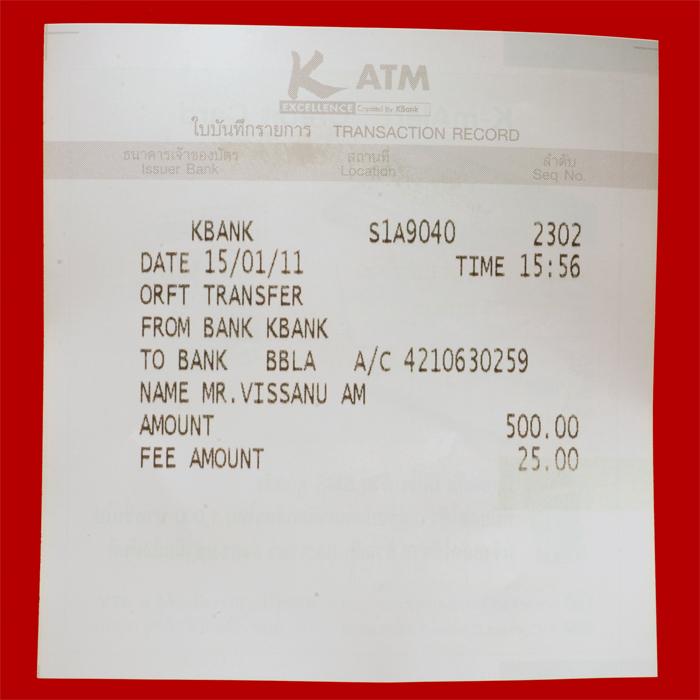 K ATM
EXCELLENCE Created By KBank
ใบบันทึกรายการ TRANSACTION RECORD
ธนาคารเจ้าของบัตร สถานที่ ลำดับ
Issuer Bank Location Seq No.
KBANK S1A9040 2302
DATE 15/01/11 TIME 15:56
ORFT TRANSFER
FROM BANK KBANK
TO BANK BBLA A/C 4210630259
NAME MR.VISSANU AM
AMOUNT 500.00
FEE AMOUNT 25.00